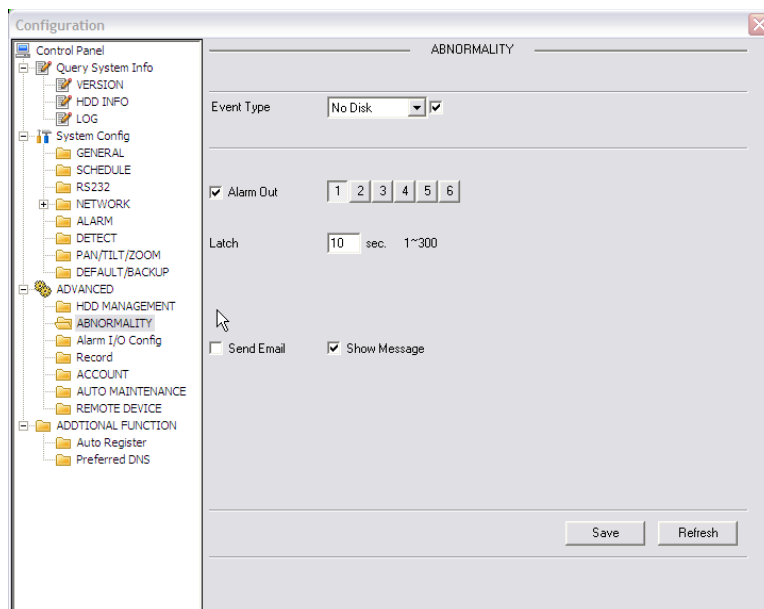 Configuration
Control Panel
Query System Info
VERSION
HDD INFO
LOG
System Config
GENERAL
SCHEDULE
RS232
NETWORK
ALARM
DETECT
PAN/TILT/ZOOM
DEFAULT/BACKUP
ADVANCED
HDD MANAGEMENT
ABNORMALITY
Alarm I/O Config
Record
ACCOUNT
AUTO MAINTENANCE
REMOTE DEVICE
ADDTIONAL FUNCTION
Auto Register
Preferred DNS
ABNORMALITY
Event Type No Disk
Alarm Out 1 2 3 4 5 6
Latch 10 sec. 1~300
Send Email Show Message
Save Refresh